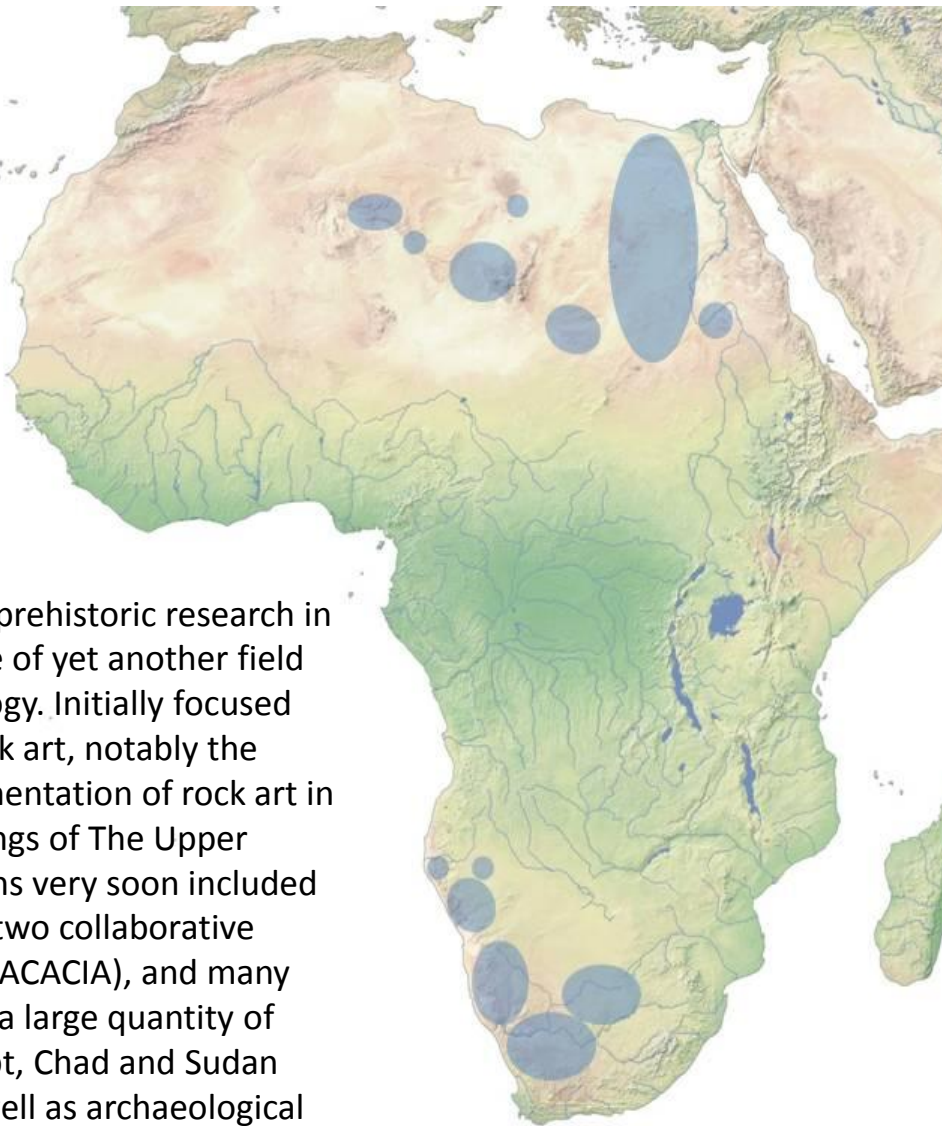 prehistoric research in
e of yet another field
ogy. Initially focused
k art, notably the
nentation of rock art in
ngs of The Upper
ns very soon included
two collaborative
ACACIA), and many
a large quantity of
ot, Chad and Sudan
vell as archaeological